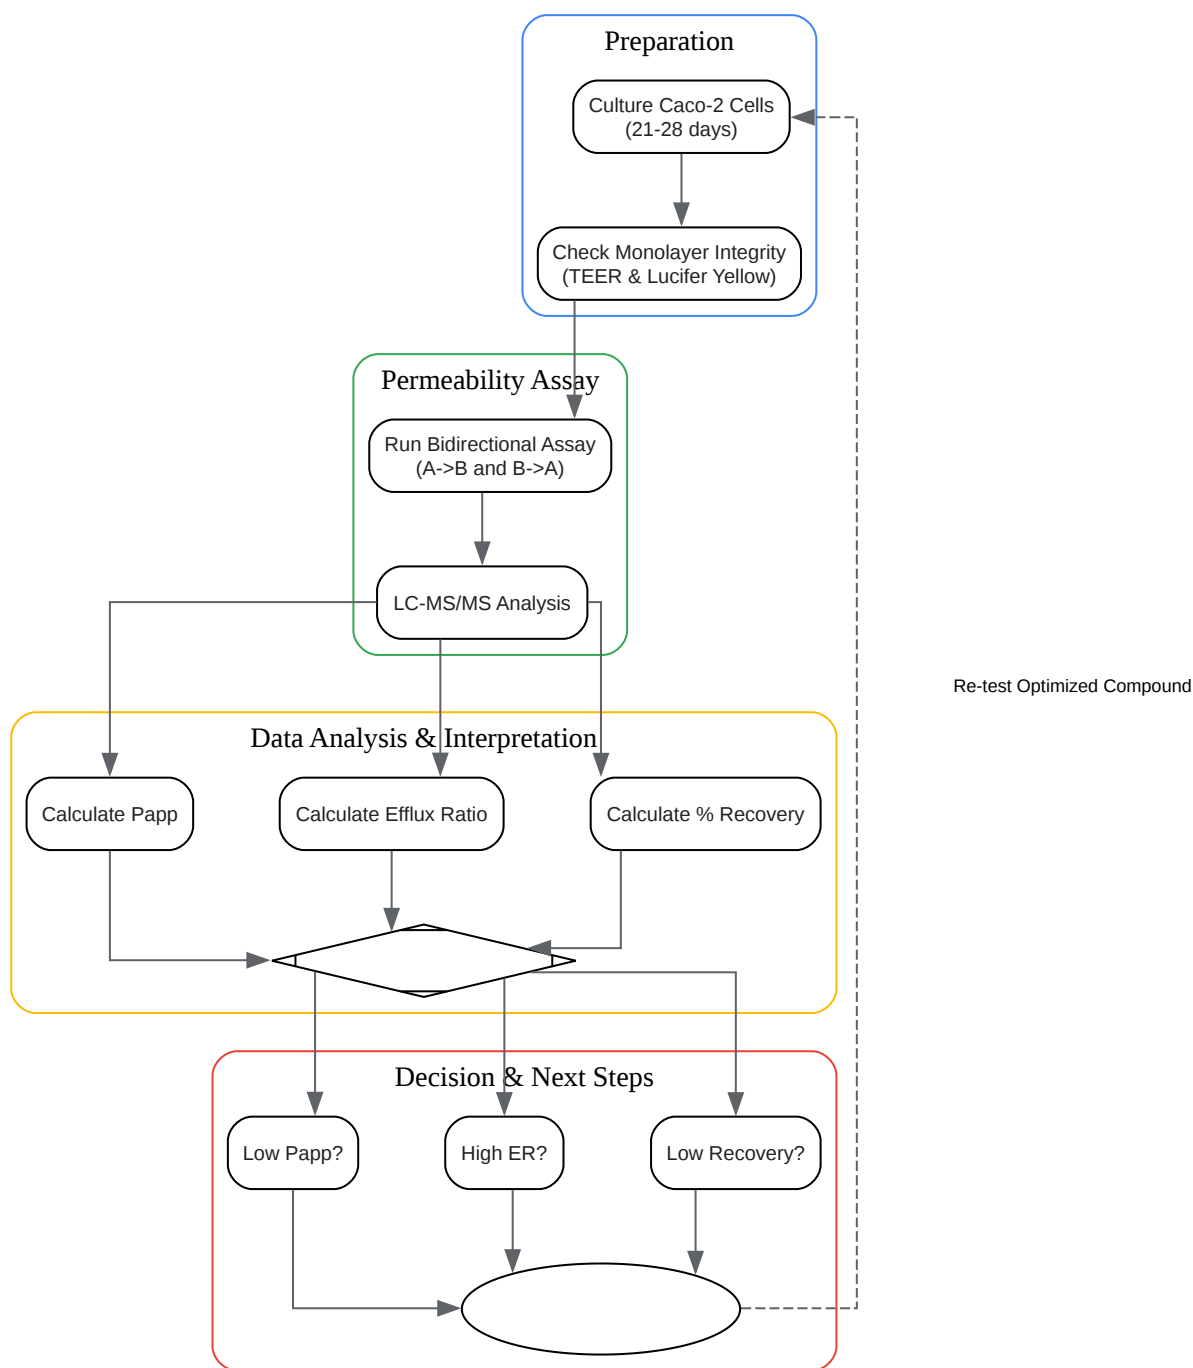 Preparation
Culture Caco-2 Cells
(21-28 days)
Check Monolayer Integrity
(TEER & Lucifer Yellow)
Permeability Assay
Run Bidirectional Assay
(A->B and B->A)
LC-MS/MS Analysis
Re-test Optimized Compound
Data Analysis & Interpretation
Calculate Papp
Calculate Efflux Ratio
Calculate % Recovery
Decision & Next Steps
Low Papp?
High ER?
Low Recovery?